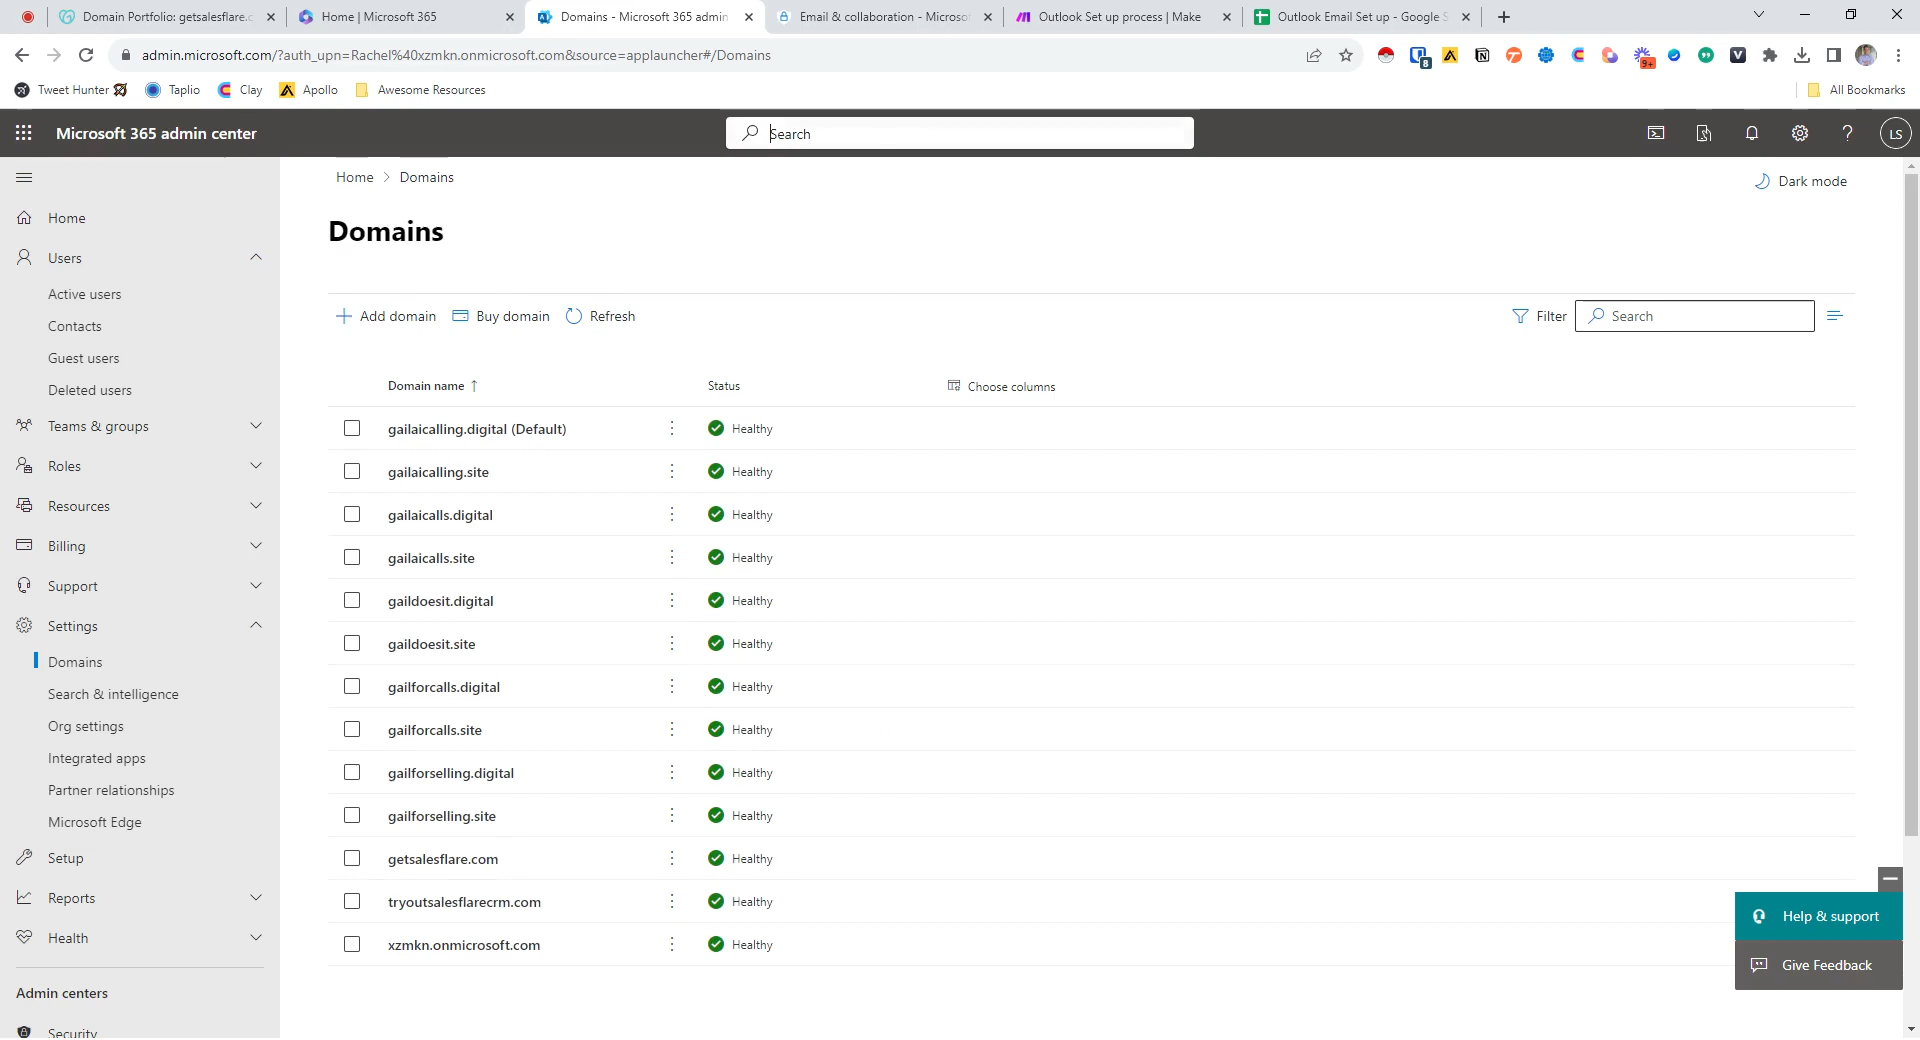 Domain Portfolio: getsalesflare.c
Home | Microsoft 365
Domains - Microsoft 365 admin
Email & collaboration - Microsof
Outlook Set up process | Make
Outlook Email Set up - Google S
admin.microsoft.com/?auth_upn=Rachel%40xzmkn.onmicrosoft.com&source=applauncher#/Domains
8
9+
Tweet Hunter
Taplio
Clay
Apollo
Awesome Resources
All Bookmarks
Microsoft 365 admin center
Search
LS
Home
Users
Active users
Contacts
Guest users
Deleted users
Teams & groups
Roles
Resources
Billing
Support
Settings
Domains
Search & intelligence
Org settings
Integrated apps
Partner relationships
Microsoft Edge
Setup
Reports
Health
Admin centers
Security
Home > Domains
Dark mode
Domains
Add domain
Buy domain
Refresh
Filter
Search
Domain name ↑
Status
Choose columns
gailaicalling.digital (Default)
Healthy
gailaicalling.site
Healthy
gailaicalls.digital
Healthy
gailaicalls.site
Healthy
gaildoesit.digital
Healthy
gaildoesit.site
Healthy
gailforcalls.digital
Healthy
gailforcalls.site
Healthy
gailforselling.digital
Healthy
gailforselling.site
Healthy
getsalesflare.com
Healthy
tryoutsalesflarecrm.com
Healthy
xzmkn.onmicrosoft.com
Healthy
Help & support
Give Feedback